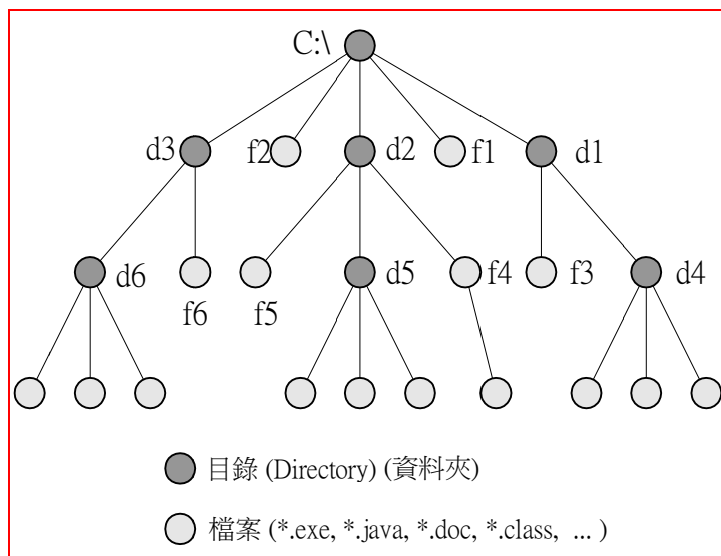 C:\
d3
f2
d2
f1
d1
d6
f6
f5
d5
f4
f3
d4
目錄 (Directory) (資料夾)
檔案 (*.exe, *.java, *.doc, *.class, ... )